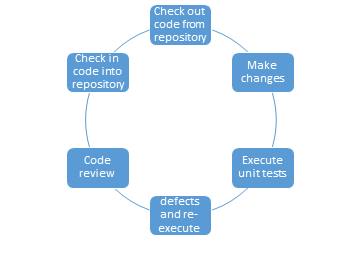 Check out
code from
repository
Make
changes
Execute
unit tests
defects
and re-
execute
Code
review
Check in
code into
repository